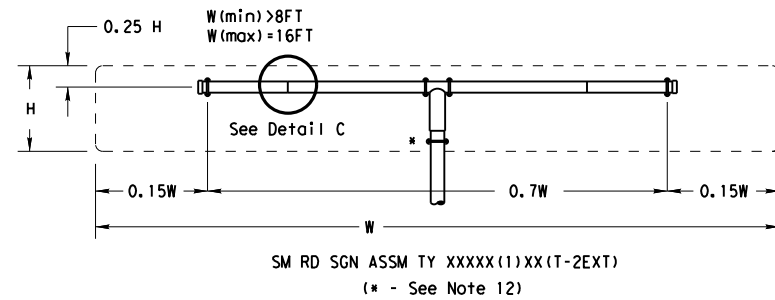 0.25 H
W(min)>8FT
W(max)=16FT
H
See Detail C
*
0.15W
0.7W
0.15W
W
SM RD SGN ASSM TY XXXXX(1)XX(T-2EXT)
(* - See Note 12)